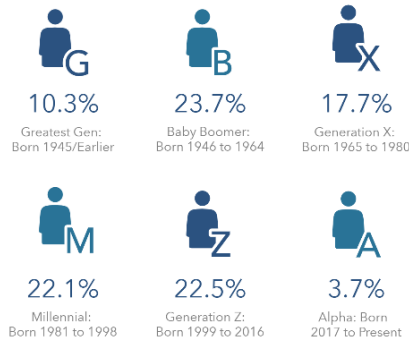 G
B
X
10.3%
23.7%
17.7%
Greatest Gen:
Born 1945/Earlier
Baby Boomer:
Born 1946 to 1964
Generation X:
Born 1965 to 1980
M
Z
A
22.1%
22.5%
3.7%
Millennial:
Born 1981 to 1998
Generation Z:
Born 1999 to 2016
Alpha: Born
2017 to Present